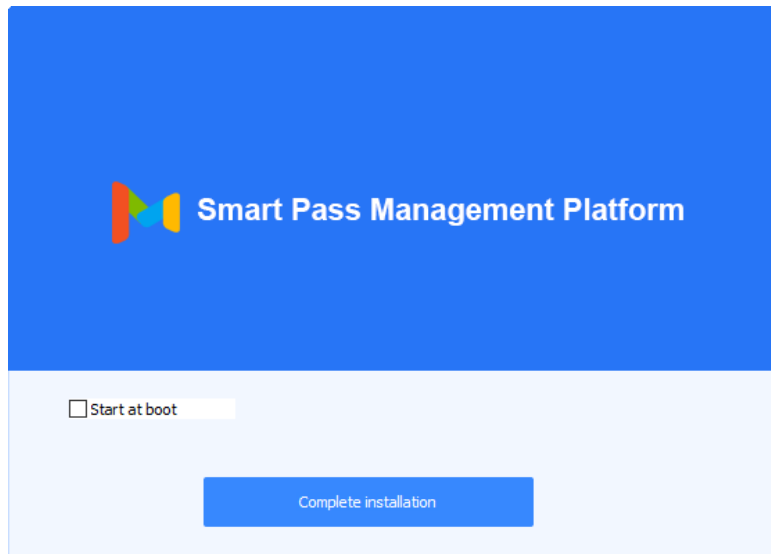 Smart Pass Management Platform
Start at boot
Complete installation